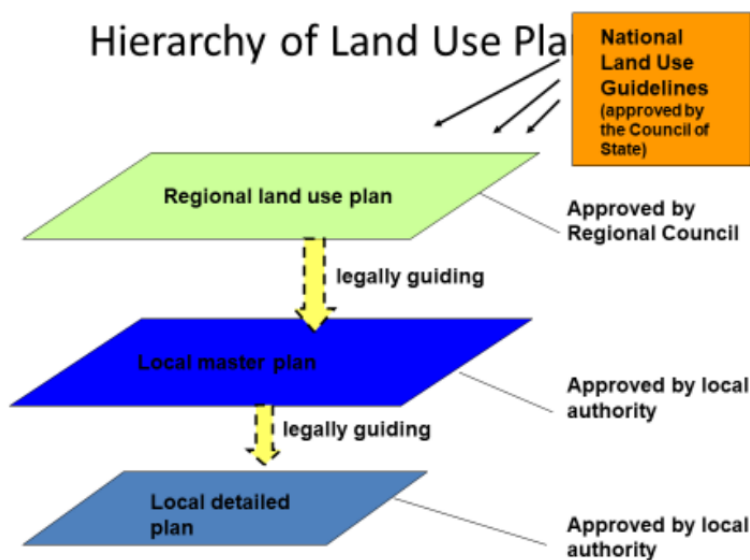 Hierarchy of Land Use
National
Land Use
Guidelines
(approved by
the Council of
State)
Regional land use plan
Approved by
Regional Council
legally guiding
Local master plan
Approved by local
authority
legally guiding
Local detailed
plan
Approved by local
authority